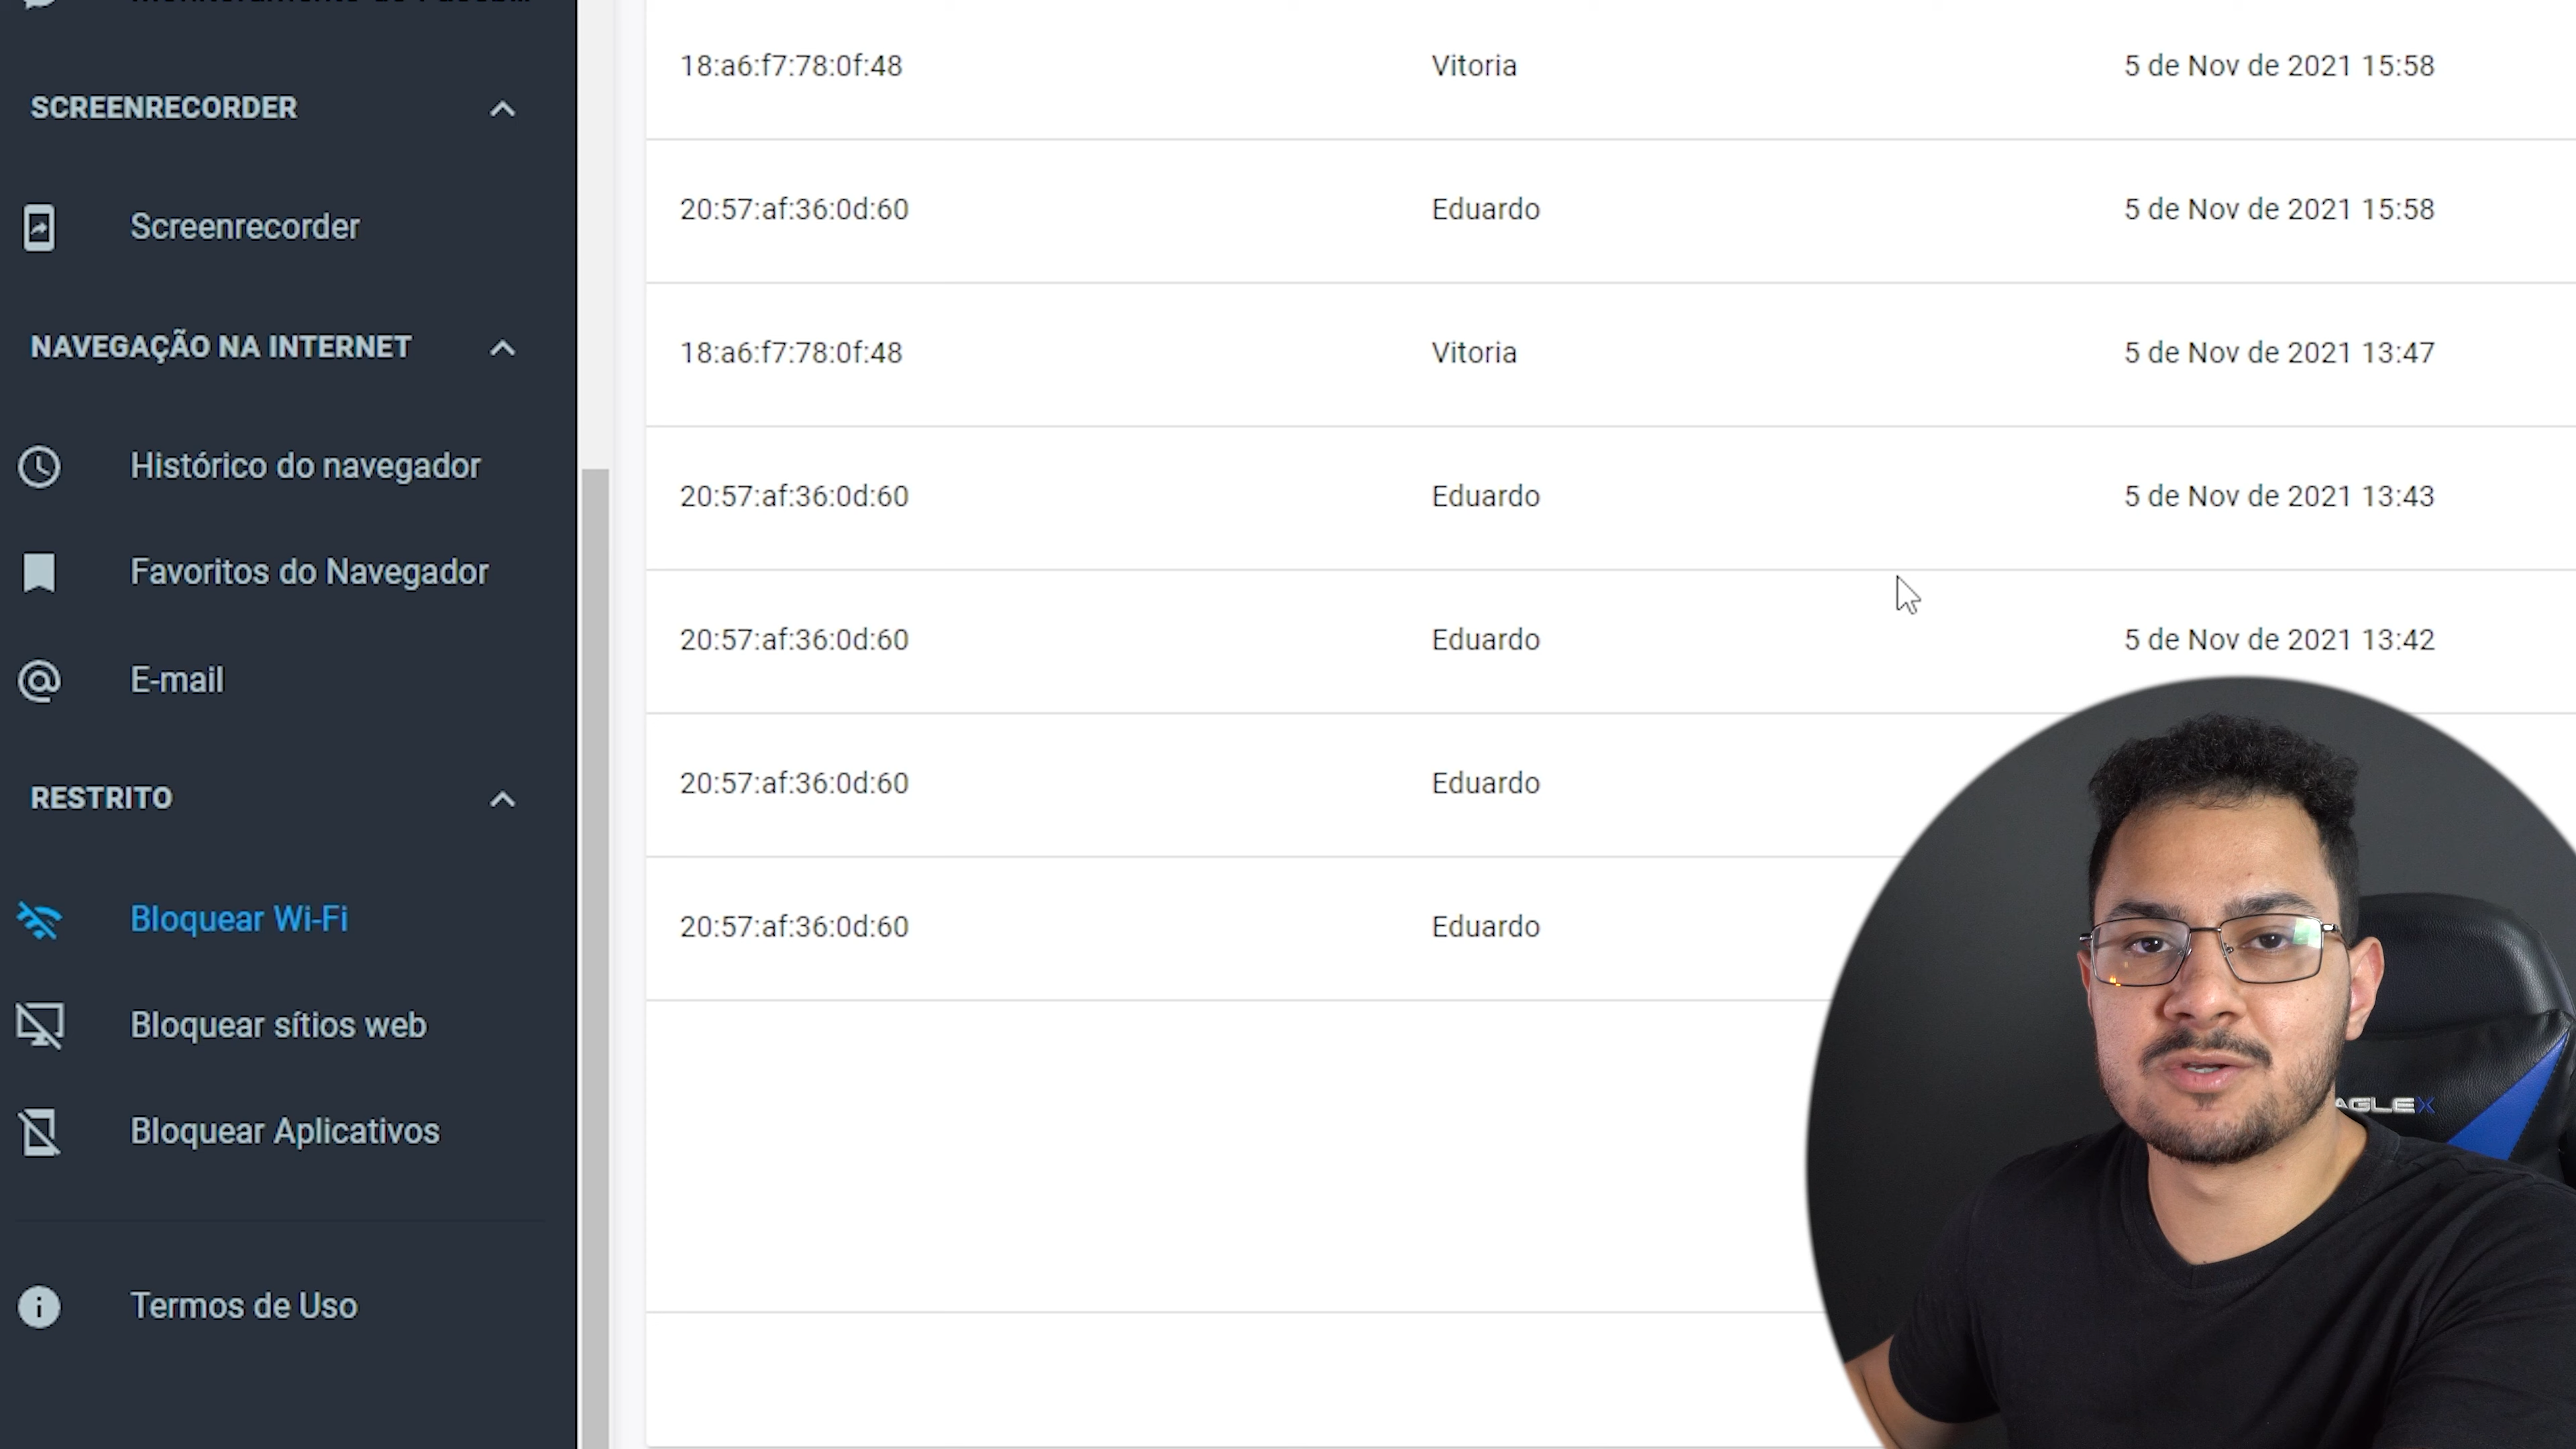 SCREENRECORDER
Screenrecorder
NAVEGAÇÃO NA INTERNET
Histórico do navegador
Favoritos do Navegador
E-mail
RESTRITO
Bloquear Wi-Fi
Bloquear sítios web
Bloquear Aplicativos
Termos de Uso
18:a6:f7:78:0f:48 Vitoria 5 de Nov de 2021 15:58
20:57:af:36:0d:60 Eduardo 5 de Nov de 2021 15:58
18:a6:f7:78:0f:48 Vitoria 5 de Nov de 2021 13:47
20:57:af:36:0d:60 Eduardo 5 de Nov de 2021 13:43
20:57:af:36:0d:60 Eduardo 5 de Nov de 2021 13:42
20:57:af:36:0d:60 Eduardo
20:57:af:36:0d:60 Eduardo
AGLEX